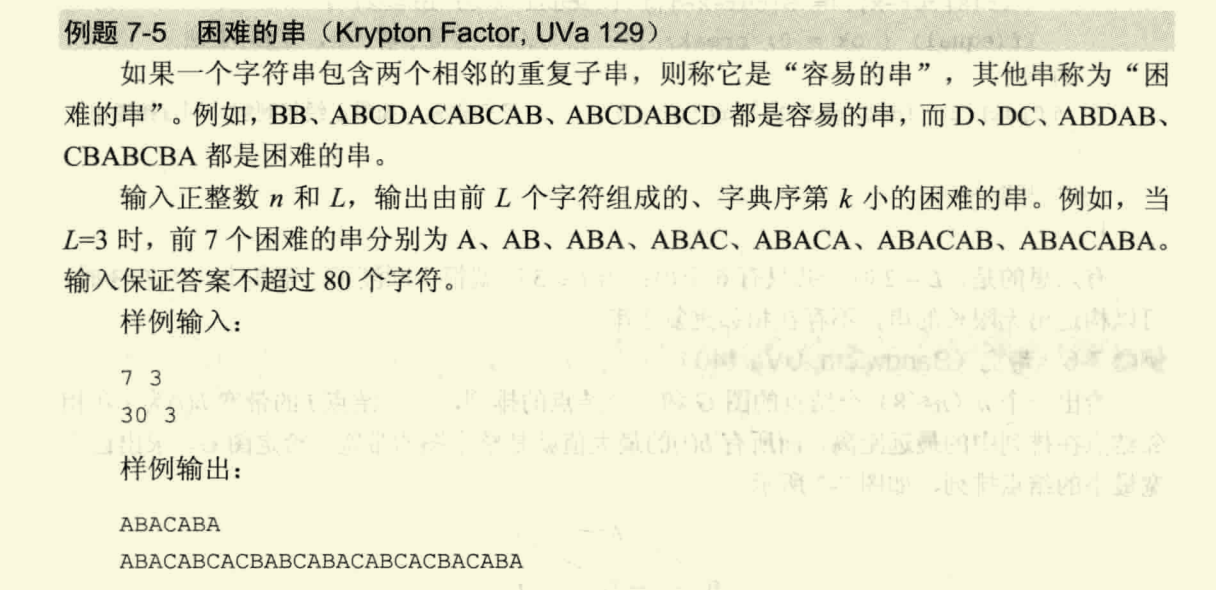 例题 7-5 困难的串（Krypton Factor, UVa 129）
如果一个字符串包含两个相邻的重复子串，则称它是“容易的串”，其他串称为“困
难的串”。例如，BB、ABCDACABCAB、ABCDABCD 都是容易的串，而 D、DC、ABDAB、
CBABCBA 都是困难的串。
输入正整数 n 和 L，输出由前 L 个字符组成的、字典序第 k 小的困难的串。例如，当
L=3 时，前 7 个困难的串分别为 A、AB、ABA、ABAC、ABACA、ABACAB、ABACABA。
输入保证答案不超过 80 个字符。
样例输入：
7 3
30 3
样例输出：
ABACABA
ABACABCACBABCABACABCACBACABA